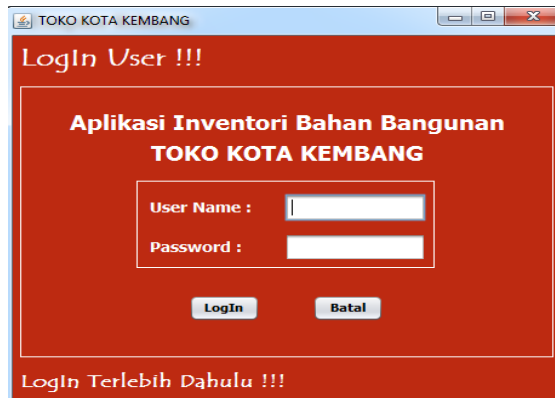 TOKO KOTA KEMBANG
LogIn User !!!
Aplikasi Inventori Bahan Bangunan
TOKO KOTA KEMBANG
User Name :
Password :
LogIn Batal
LogIn Terlebih Dahulu !!!